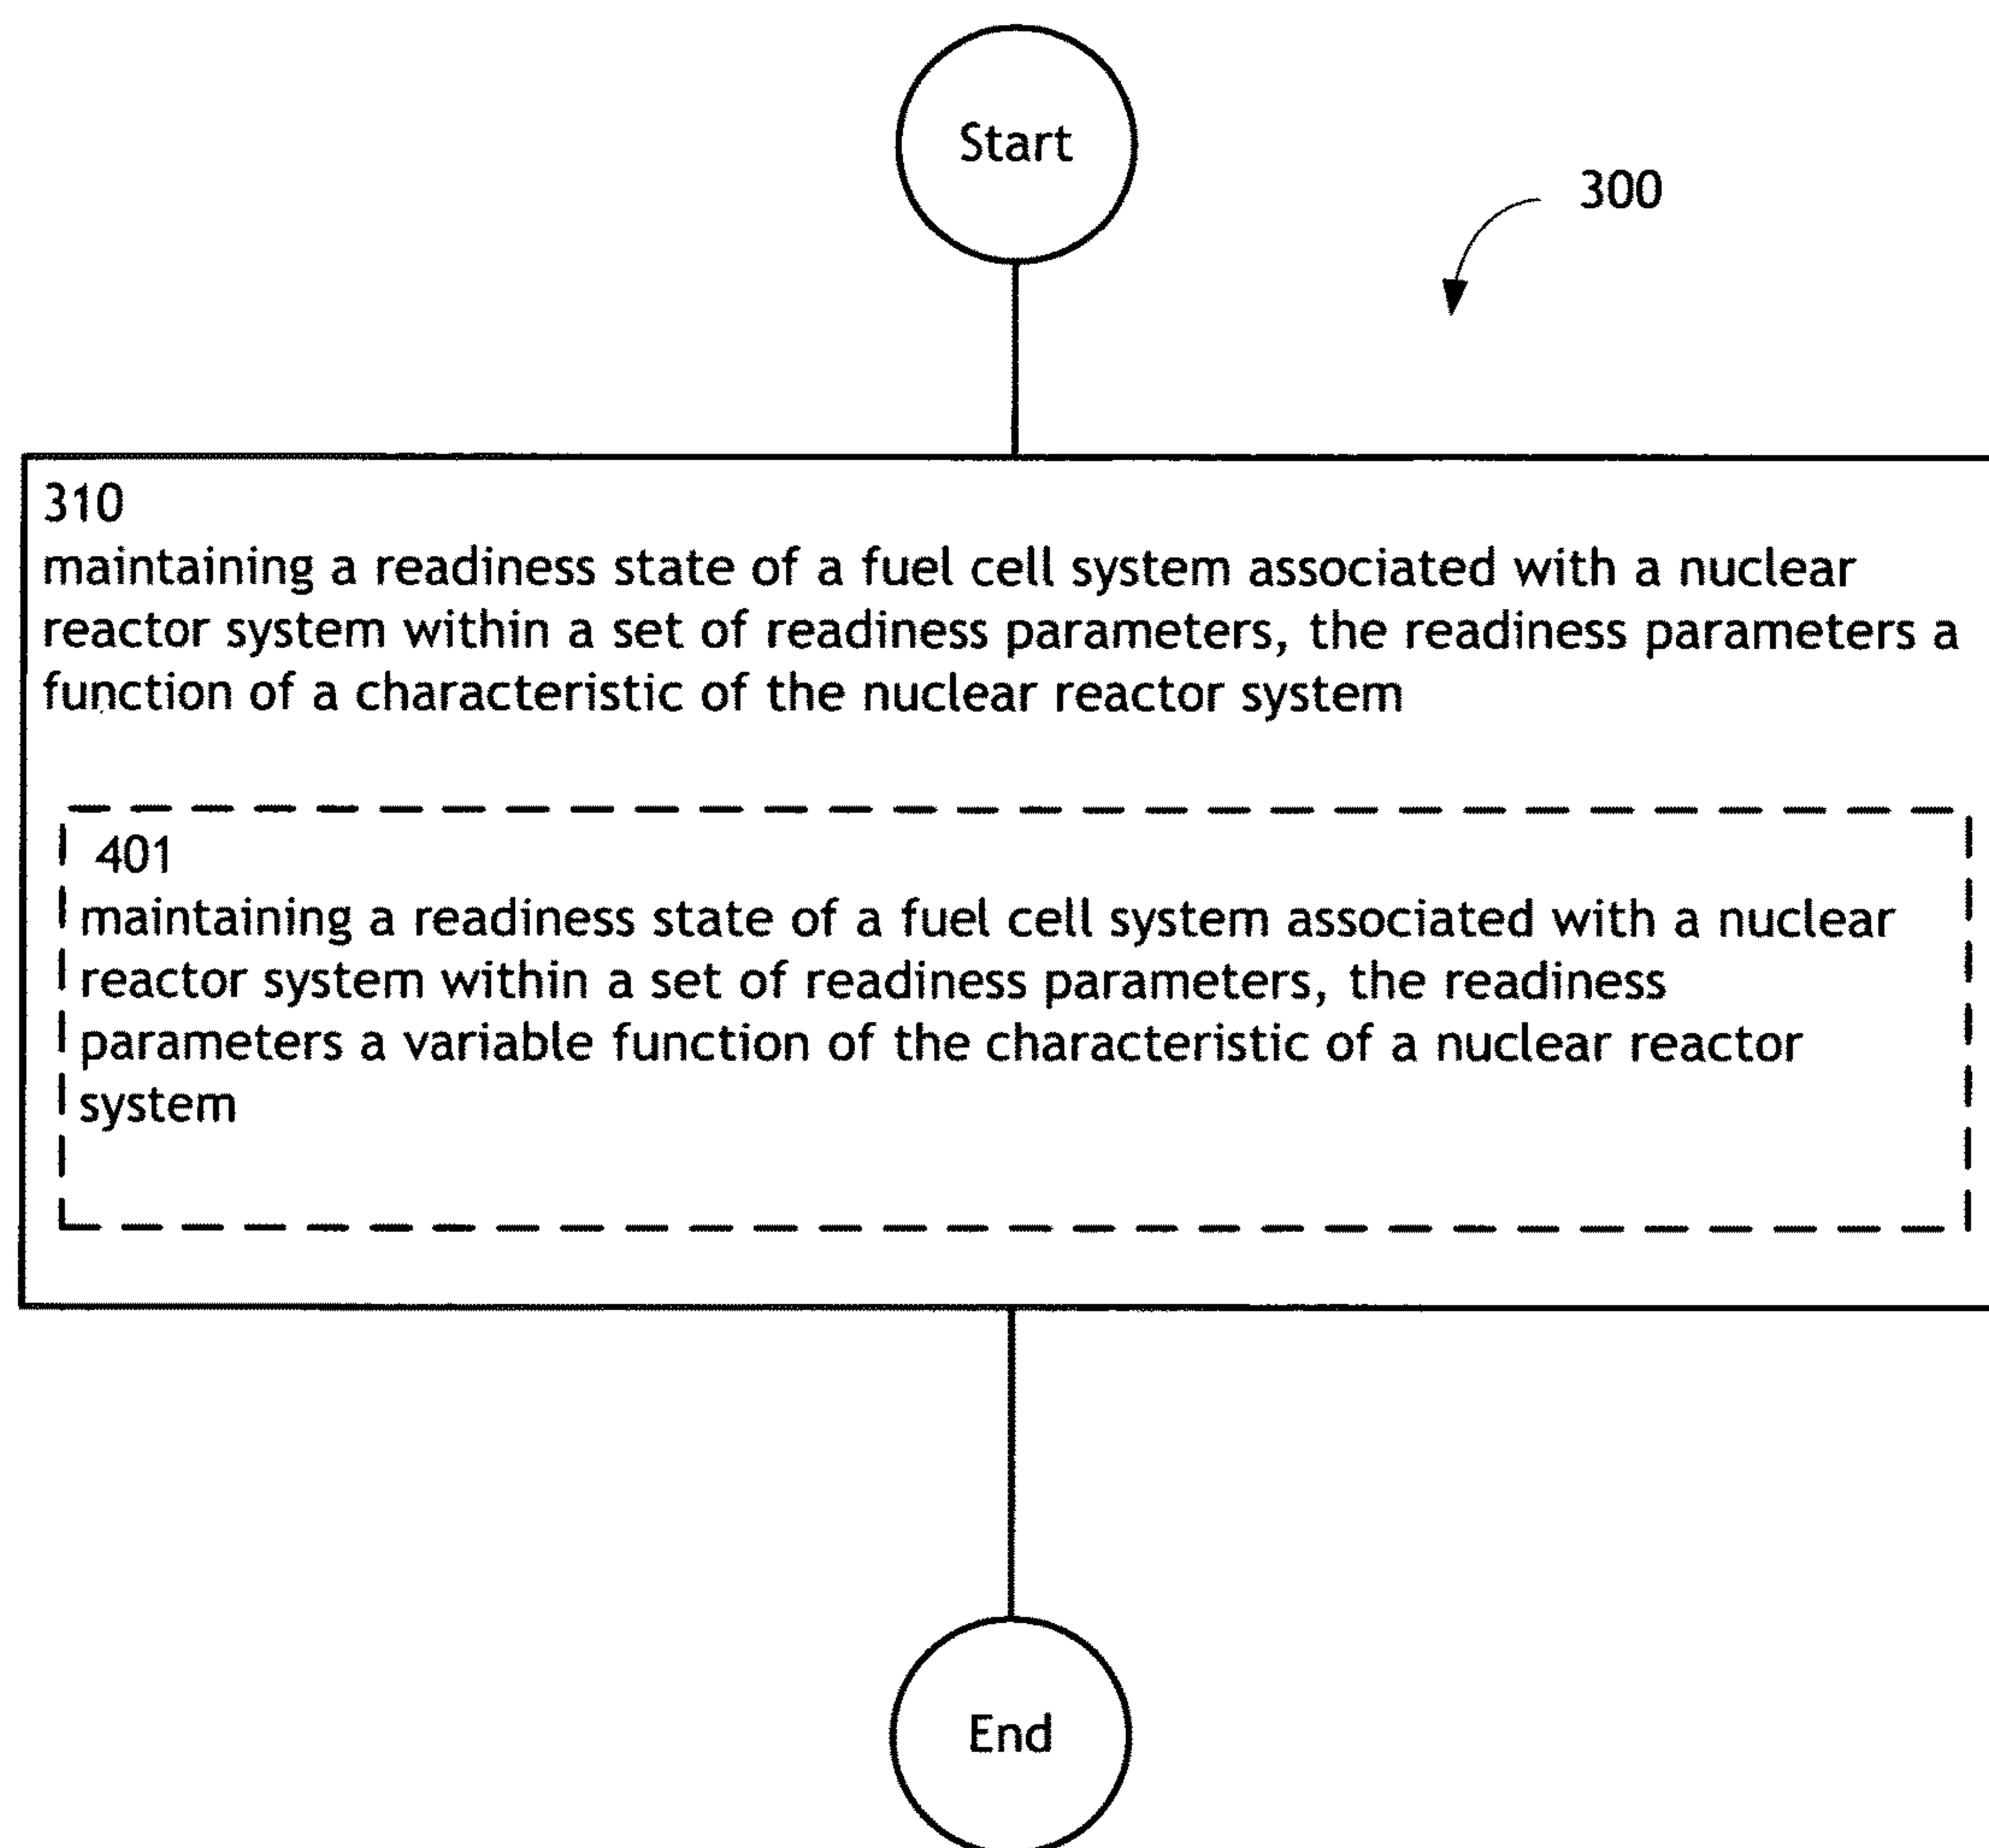 Start
300
310
maintaining a readiness state of a fuel cell system associated with a nuclear
reactor system within a set of readiness parameters, the readiness parameters a
function of a characteristic of the nuclear reactor system
401
maintaining a readiness state of a fuel cell system associated with a nuclear
reactor system within a set of readiness parameters, the readiness
parameters a variable function of the characteristic of a nuclear reactor
system
End